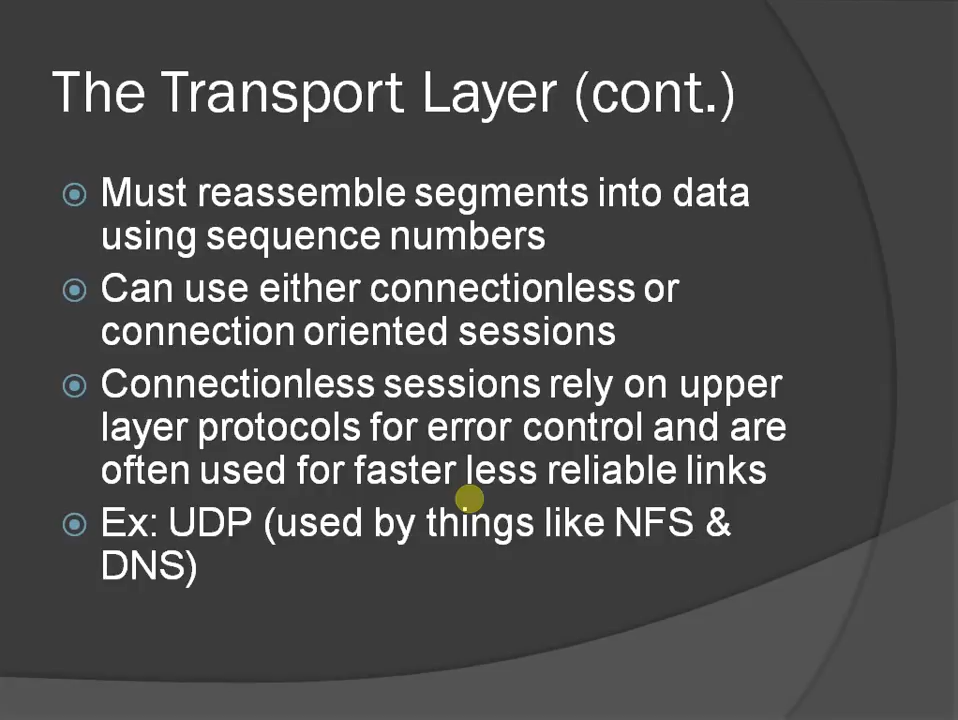 The Transport Layer (cont.)
Must reassemble segments into data
using sequence numbers
Can use either connectionless or
connection oriented sessions
Connectionless sessions rely on upper
layer protocols for error control and are
often used for faster less reliable links
Ex: UDP (used by things like NFS &
DNS)